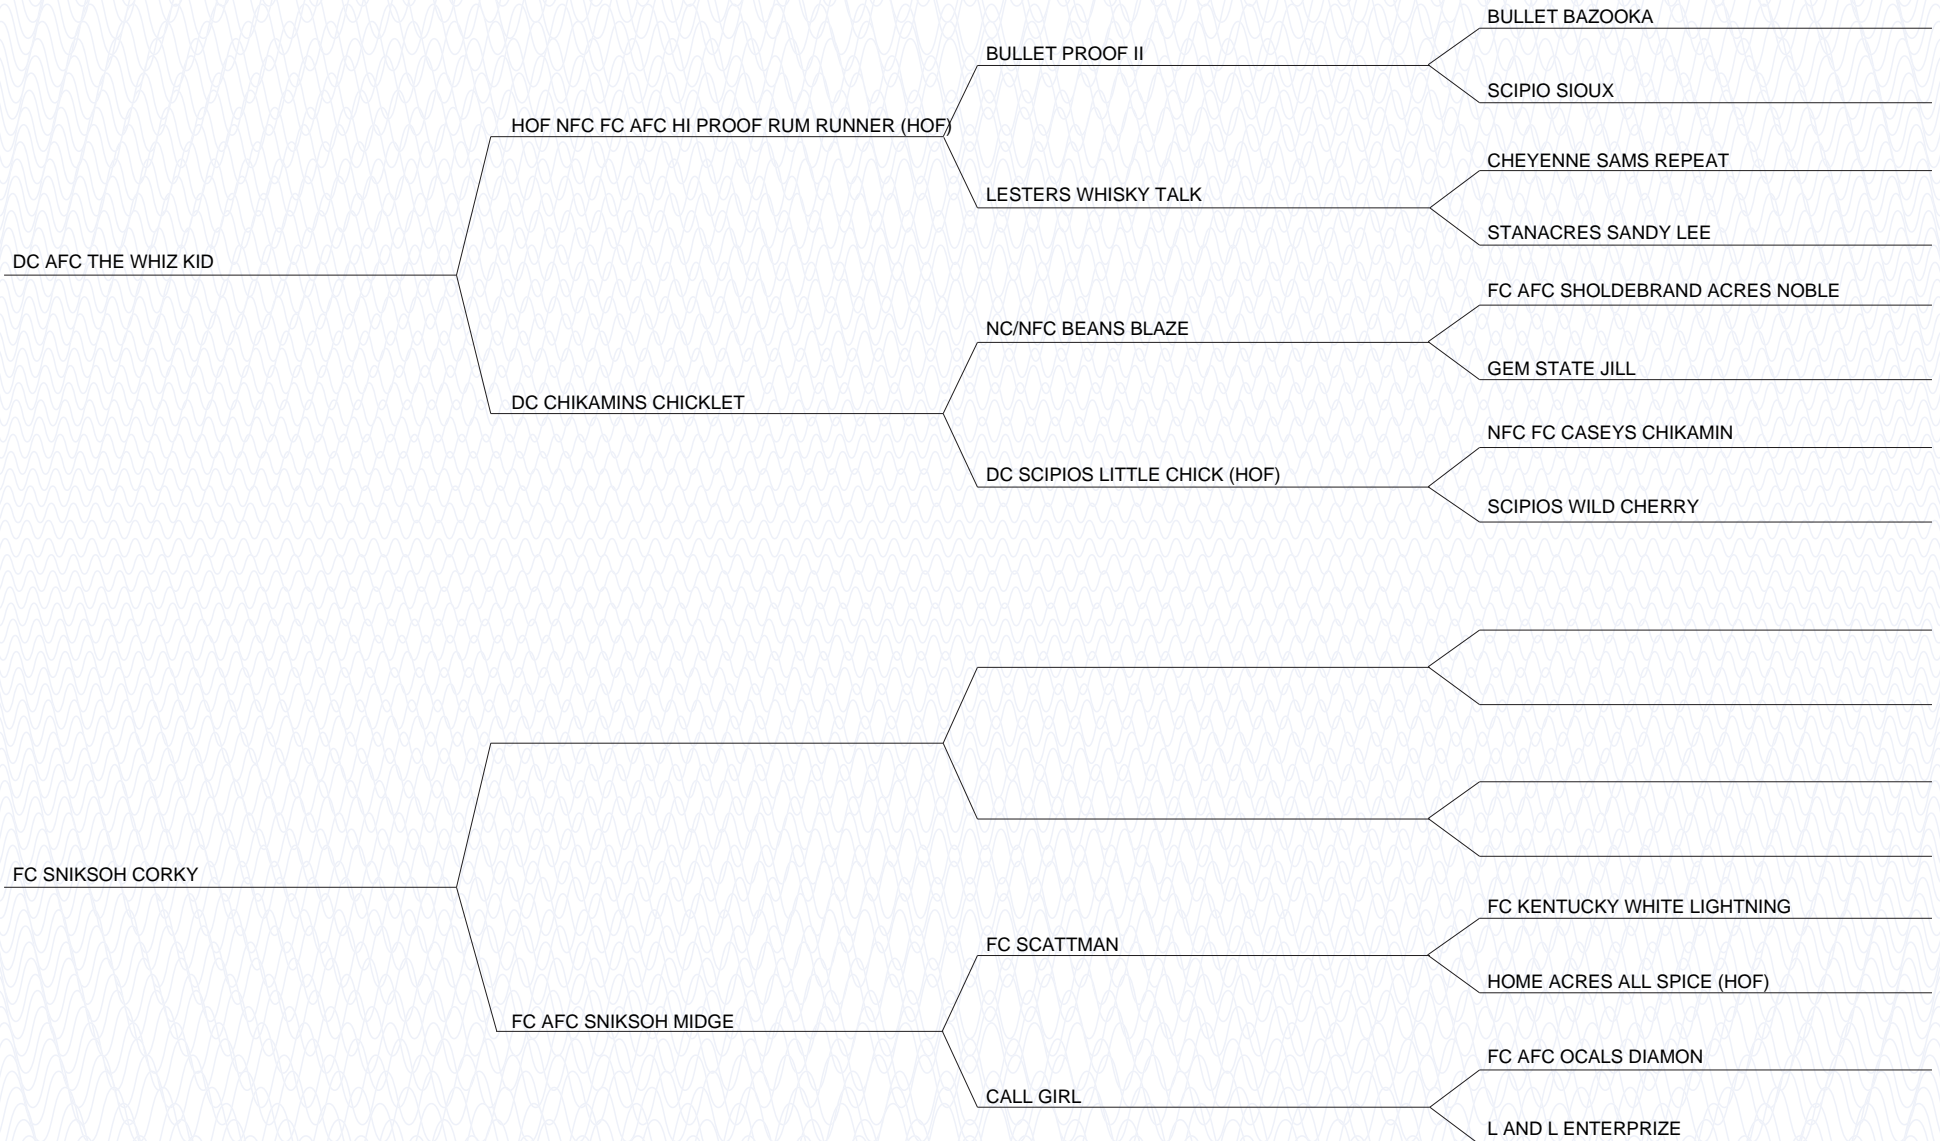 BULLET BAZOOKA
BULLET PROOF II
SCIPIO SIOUX
HOF NFC FC AFC HI PROOF RUM RUNNER (HOF)
CHEYENNE SAMS REPEAT
LESTERS WHISKY TALK
STANACRES SANDY LEE
DC AFC THE WHIZ KID
FC AFC SHOLDEBRAND ACRES NOBLE
NC/NFC BEANS BLAZE
GEM STATE JILL
DC CHIKAMINS CHICKLET
NFC FC CASEYS CHIKAMIN
DC SCIPIOS LITTLE CHICK (HOF)
SCIPIOS WILD CHERRY
FC SNIKSOH CORKY
FC KENTUCKY WHITE LIGHTNING
FC SCATTMAN
HOME ACRES ALL SPICE (HOF)
FC AFC SNIKSOH MIDGE
FC AFC OCALS DIAMON
CALL GIRL
L AND L ENTERPRIZE